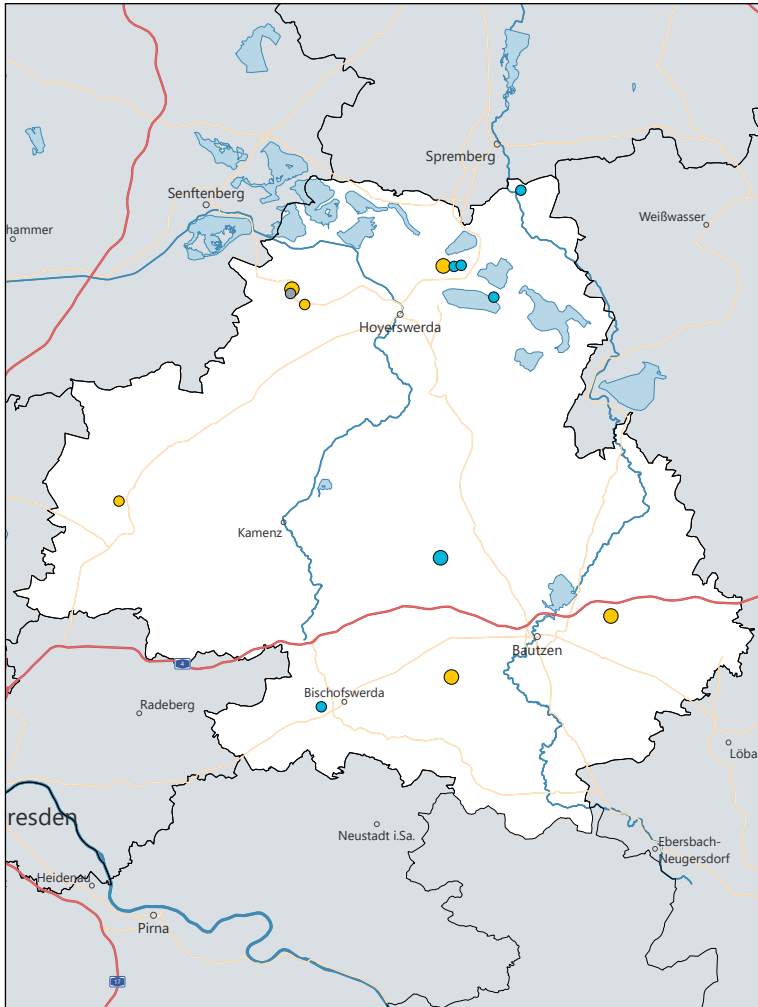 Spremberg
Senftenberg
Weißwasser
hammer
Hoyerswerda
Kamenz
Bautzen
4
Bischofswerda
Radeberg
Löba
resden
Neustadt i.Sa.
Ebersbach-
Neugersdorf
Heidenau
Pirna
17